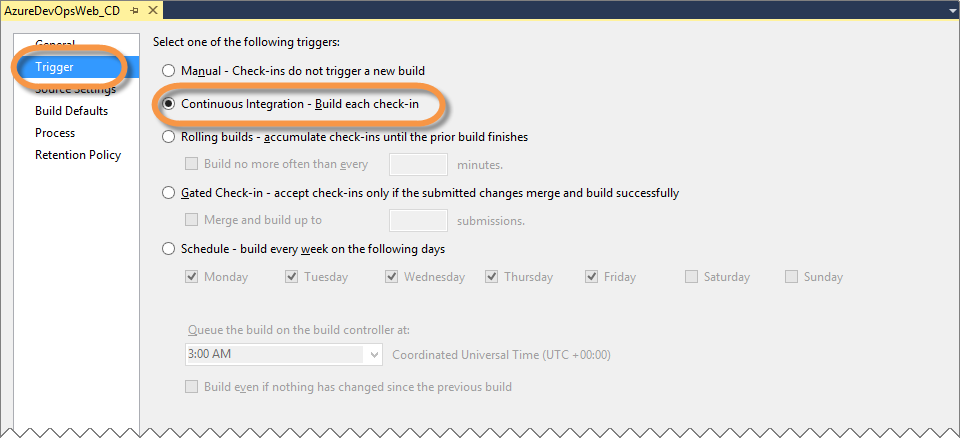 AzureDevOpsWeb_CD
General
Trigger
Source Settings
Build Defaults
Process
Retention Policy
Select one of the following triggers:
Manual - Check-ins do not trigger a new build
Continuous Integration - Build each check-in
Rolling builds - accumulate check-ins until the prior build finishes
Build no more often than every minutes.
Gated Check-in - accept check-ins only if the submitted changes merge and build successfully
Merge and build up to submissions.
Schedule - build every week on the following days
Monday Tuesday Wednesday Thursday Friday Saturday Sunday
Queue the build on the build controller at:
3:00 AM Coordinated Universal Time (UTC +00:00)
Build even if nothing has changed since the previous build